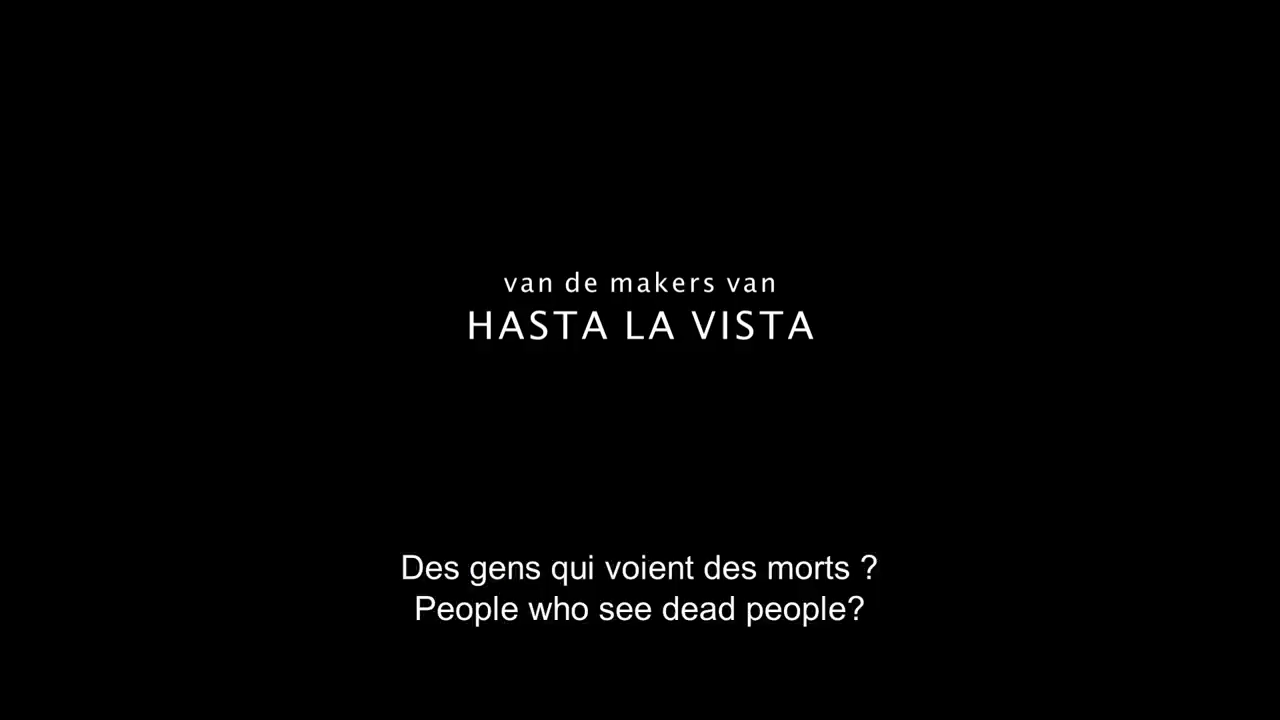 van de makers van
HASTA LA VISTA
Des gens qui voient des morts ?
People who see dead people?